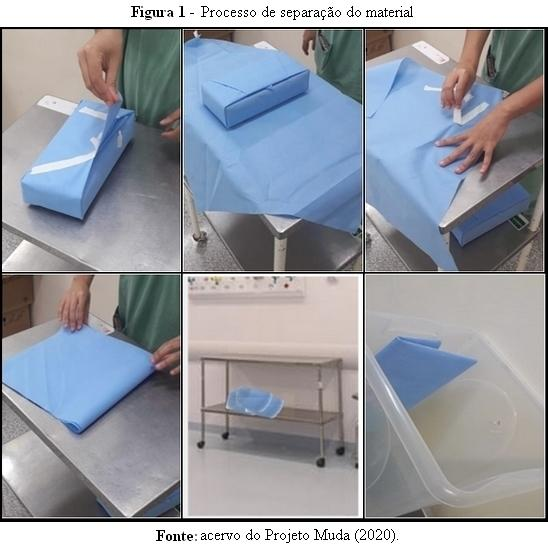 Figura 1 - Processo de separação do material
Fonte: acervo do Projeto Muda (2020).